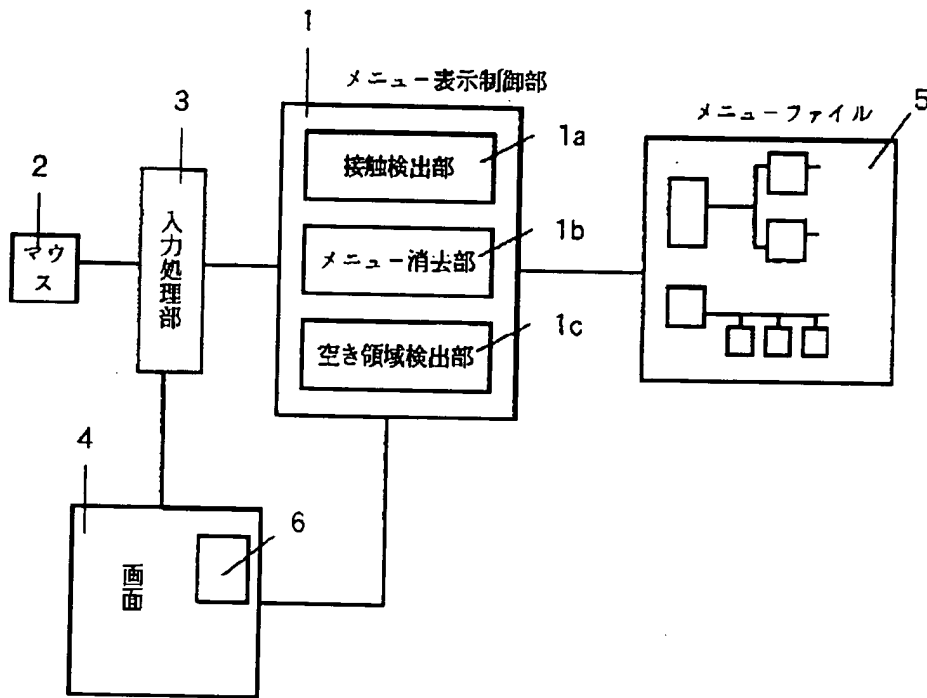 1
メニュー表示制御部
3
1a
接触検出部
メニューファイル
5
2
マウス
入力処理部
1b
メニュー消去部
1c
空き領域検出部
4
6
画面